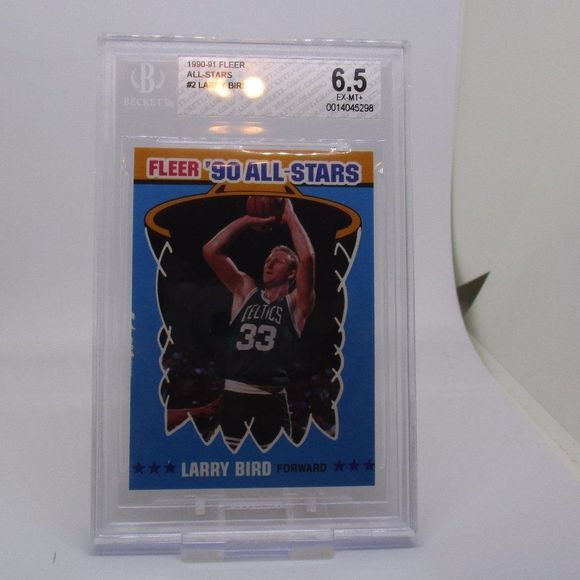 BECKETT
1990-91 FLEER
ALL-STARS
#2 LARRY BIRD
6.5
EX-MT+
0014045298
FLEER '90 ALL-STARS
CELTICS
33
LARRY BIRD FORWARD